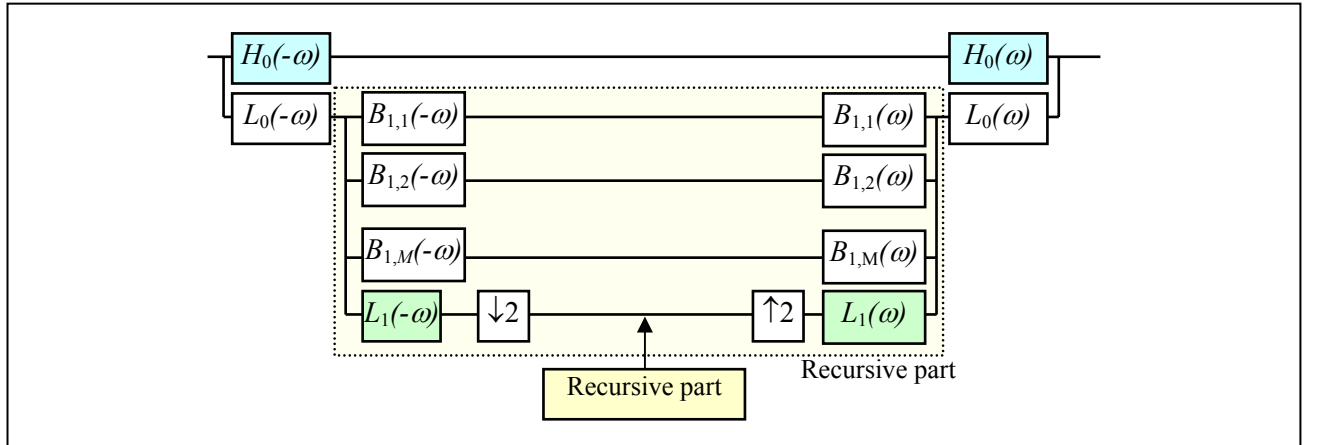 H₀(-ω) H₀(ω)
L₀(-ω) B₁,₁(-ω) B₁,₁(ω) L₀(ω)
B₁,₂(-ω) B₁,₂(ω)
B₁,M(-ω) B₁,M(ω)
L₁(-ω) ↓2 ↑2 L₁(ω)
Recursive part
Recursive part